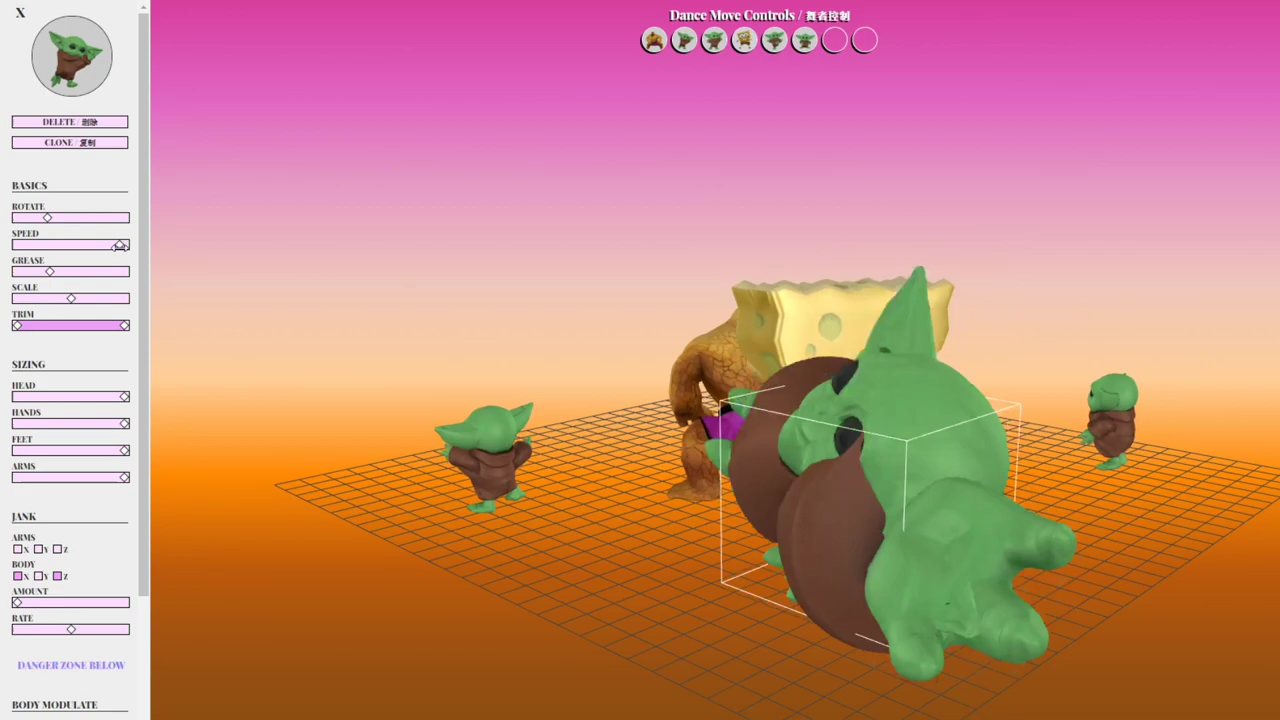 X
Dance Move Controls / 舞者控制
DELETE / 删除
CLONE / 复制
BASICS
ROTATE
SPEED
GREASE
SCALE
TRIM
SIZING
HEAD
HANDS
FEET
ARMS
JANK
ARMS
X Y Z
BODY
X Y Z
AMOUNT
RATE
DANGER ZONE BELOW
BODY MODULATE